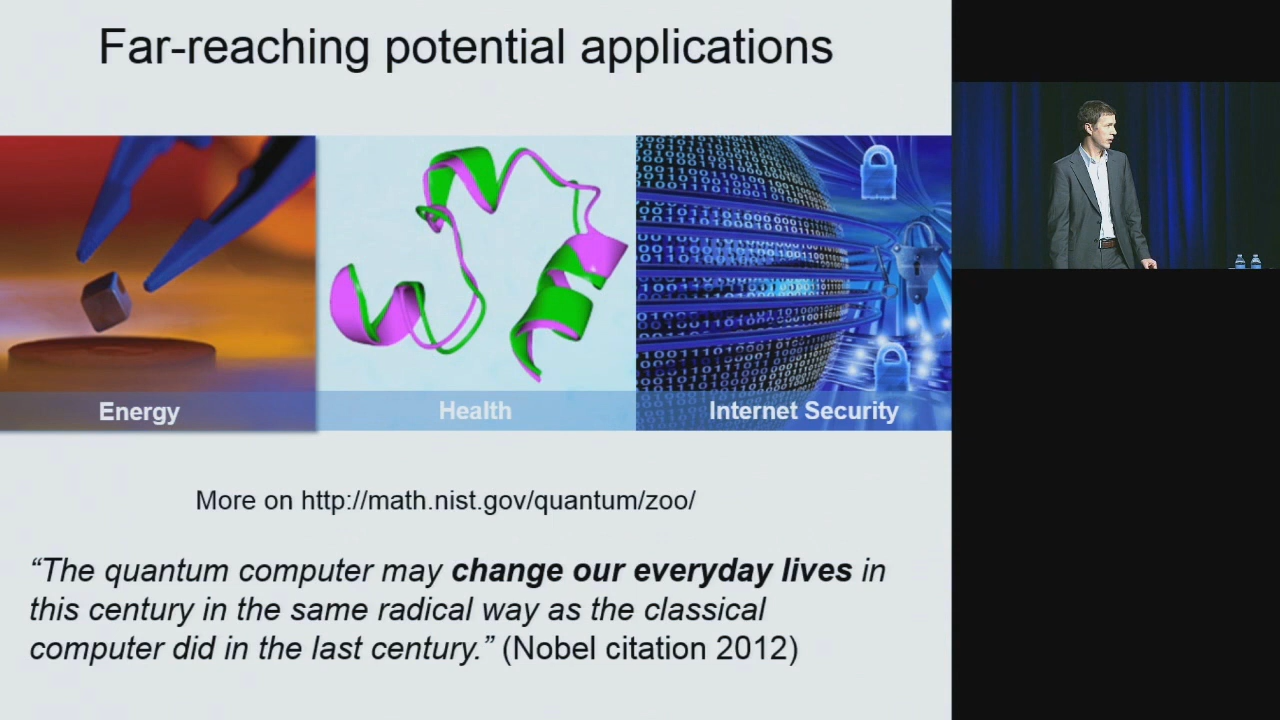 Far-reaching potential applications
Energy
Health
Internet Security
More on http://math.nist.gov/quantum/zoo/
“The quantum computer may change our everyday lives in
this century in the same radical way as the classical
computer did in the last century.” (Nobel citation 2012)